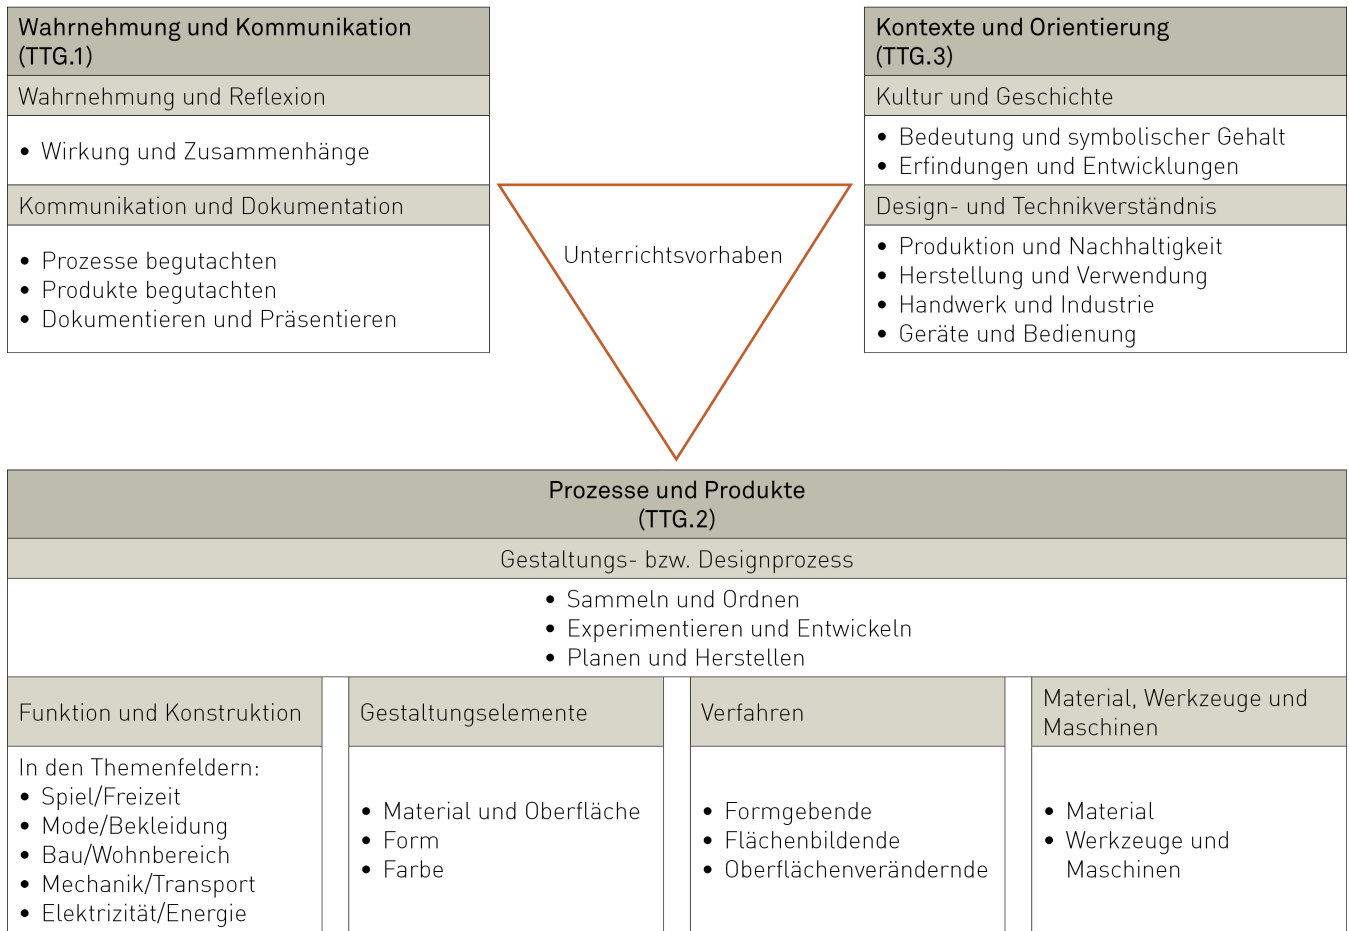 Wahrnehmung und Kommunikation
(TTG.1)
Wahrnehmung und Reflexion
• Wirkung und Zusammenhänge
Kommunikation und Dokumentation
• Prozesse begutachten
• Produkte begutachten
• Dokumentieren und Präsentieren
Unterrichtsvorhaben
Kontexte und Orientierung
(TTG.3)
Kultur und Geschichte
• Bedeutung und symbolischer Gehalt
• Erfindungen und Entwicklungen
Design- und Technikverständnis
• Produktion und Nachhaltigkeit
• Herstellung und Verwendung
• Handwerk und Industrie
• Geräte und Bedienung
Prozesse und Produkte
(TTG.2)
Gestaltungs- bzw. Designprozess
• Sammeln und Ordnen
• Experimentieren und Entwickeln
• Planen und Herstellen
Funktion und Konstruktion
In den Themenfeldern:
• Spiel/Freizeit
• Mode/Bekleidung
• Bau/Wohnbereich
• Mechanik/Transport
• Elektrizität/Energie
Gestaltungselemente
• Material und Oberfläche
• Form
• Farbe
Verfahren
• Formgebende
• Flächenbildende
• Oberflächenverändernde
Material, Werkzeuge und
Maschinen
• Material
• Werkzeuge und
Maschinen